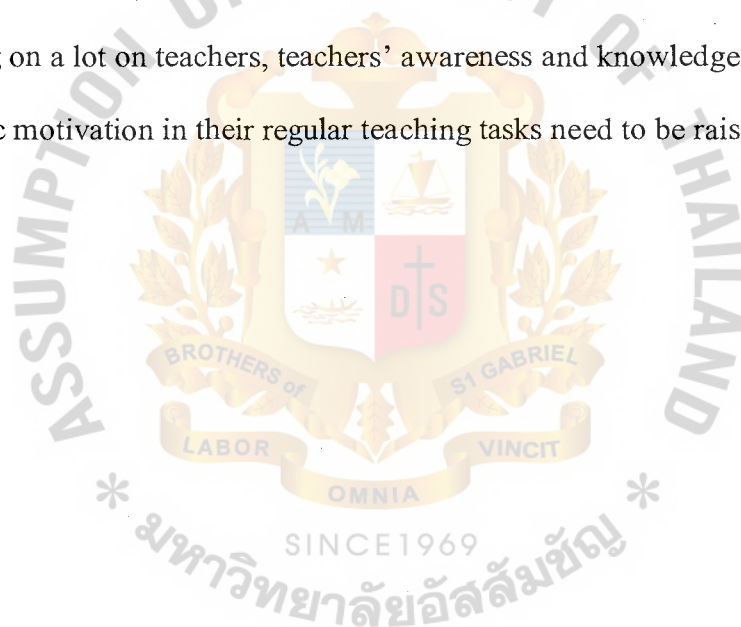 on a lot on teachers, teachers' awareness and knowledge
motivation in their regular teaching tasks need to be rais
ASSUMPTION
OF
THAILAND
A M
D S
BROTHERS of
ST GABRIEL
LABOR
VINCIT
OMNIA
SINCE1969
มหาวิทยาลัยอัสสัมชัญ